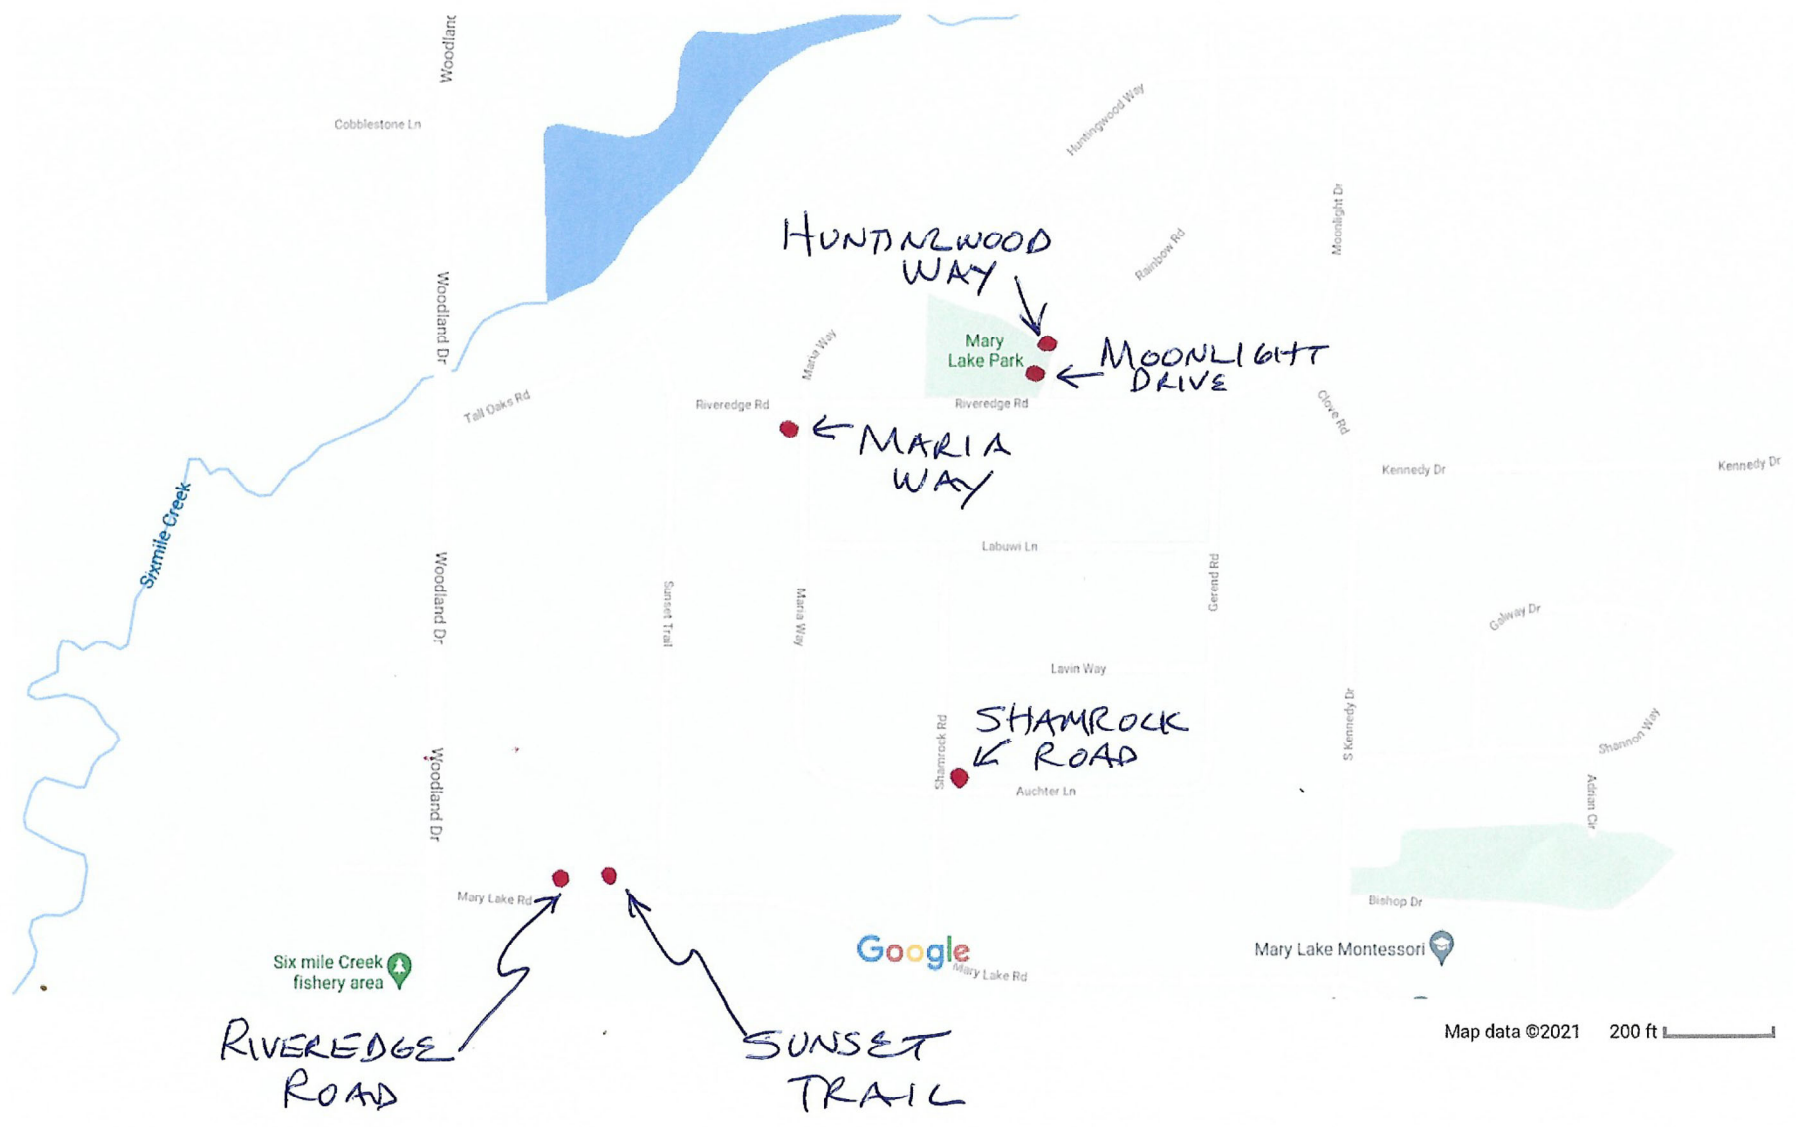 Woodland
Cobblestone Ln
Huntingwood Way
Moonlight Dr
HUNTINGWOOD
WAY
Rainbow Rd
Woodland Dr
Mary
Lake Park
MOONLIGHT
DRIVE
Maria Way
Tall Oaks Rd
Riveredge Rd
Riveredge Rd
Clove Rd
MARIA
WAY
Kennedy Dr
Kennedy Dr
Sixmile Creek
Labuwi Ln
Woodland Dr
Sunset Trail
Maria Way
Gerend Rd
Galway Dr
Lavin Way
SHAMROCK
ROAD
Shamrock Rd
S Kennedy Dr
Shannon Way
Woodland Dr
Auchter Ln
Adrian Cir
Mary Lake Rd
Bishop Dr
Six mile Creek
fishery area
Google
Mary Lake Rd
Mary Lake Montessori
RIVEREDGE
ROAD
SUNSET
TRAIL
Map data ©2021 200 ft